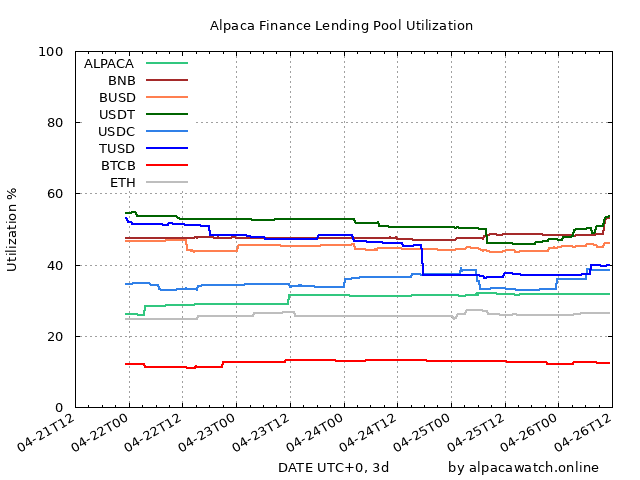 Alpaca Finance Lending Pool Utilization
100
80
60
40
20
0
Utilization %
ALPACA
BNB
BUSD
USDT
USDC
TUSD
BTCB
ETH
04-21T12
04-22T00
04-22T12
04-23T00
04-23T12
04-24T00
04-24T12
04-25T00
04-25T12
04-26T00
04-26T12
DATE UTC+0, 3d
by alpacawatch.online